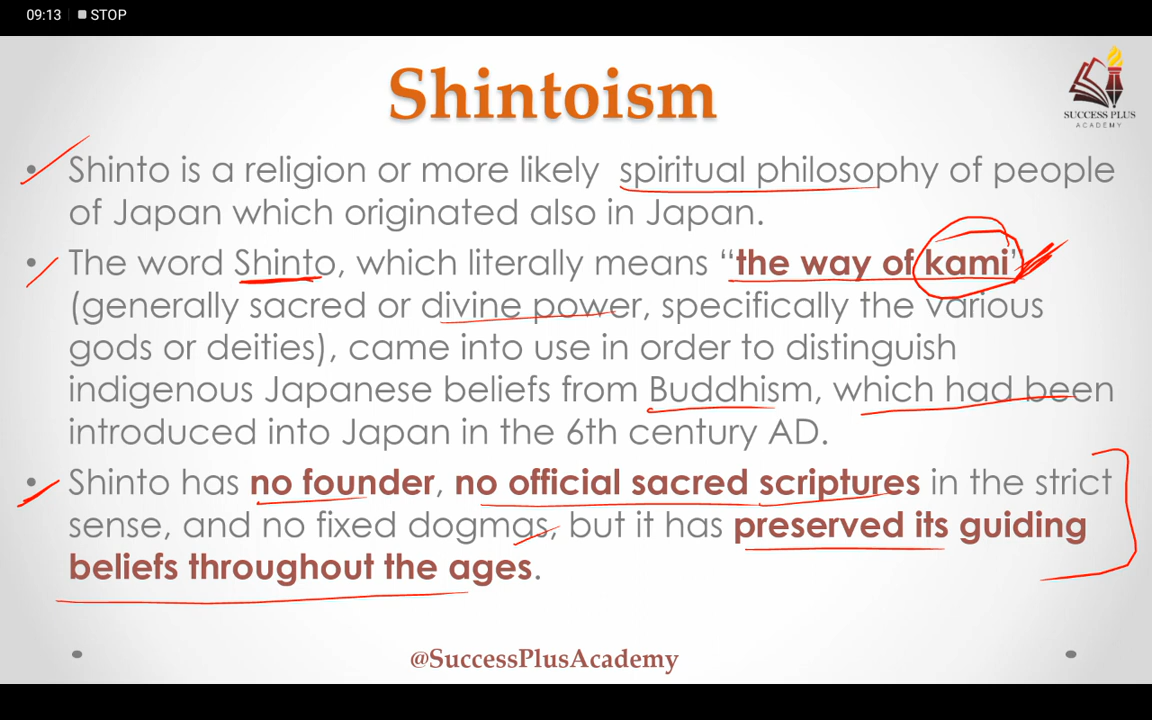 09:13 STOP
Shintoism
SUCCESS PLUS
ACADEMY
• Shinto is a religion or more likely spiritual philosophy of people
of Japan which originated also in Japan.
• The word Shinto, which literally means “the way of kami”
(generally sacred or divine power, specifically the various
gods or deities), came into use in order to distinguish
indigenous Japanese beliefs from Buddhism, which had been
introduced into Japan in the 6th century AD.
• Shinto has no founder, no official sacred scriptures in the strict
sense, and no fixed dogmas, but it has preserved its guiding
beliefs throughout the ages.
@SuccessPlusAcademy